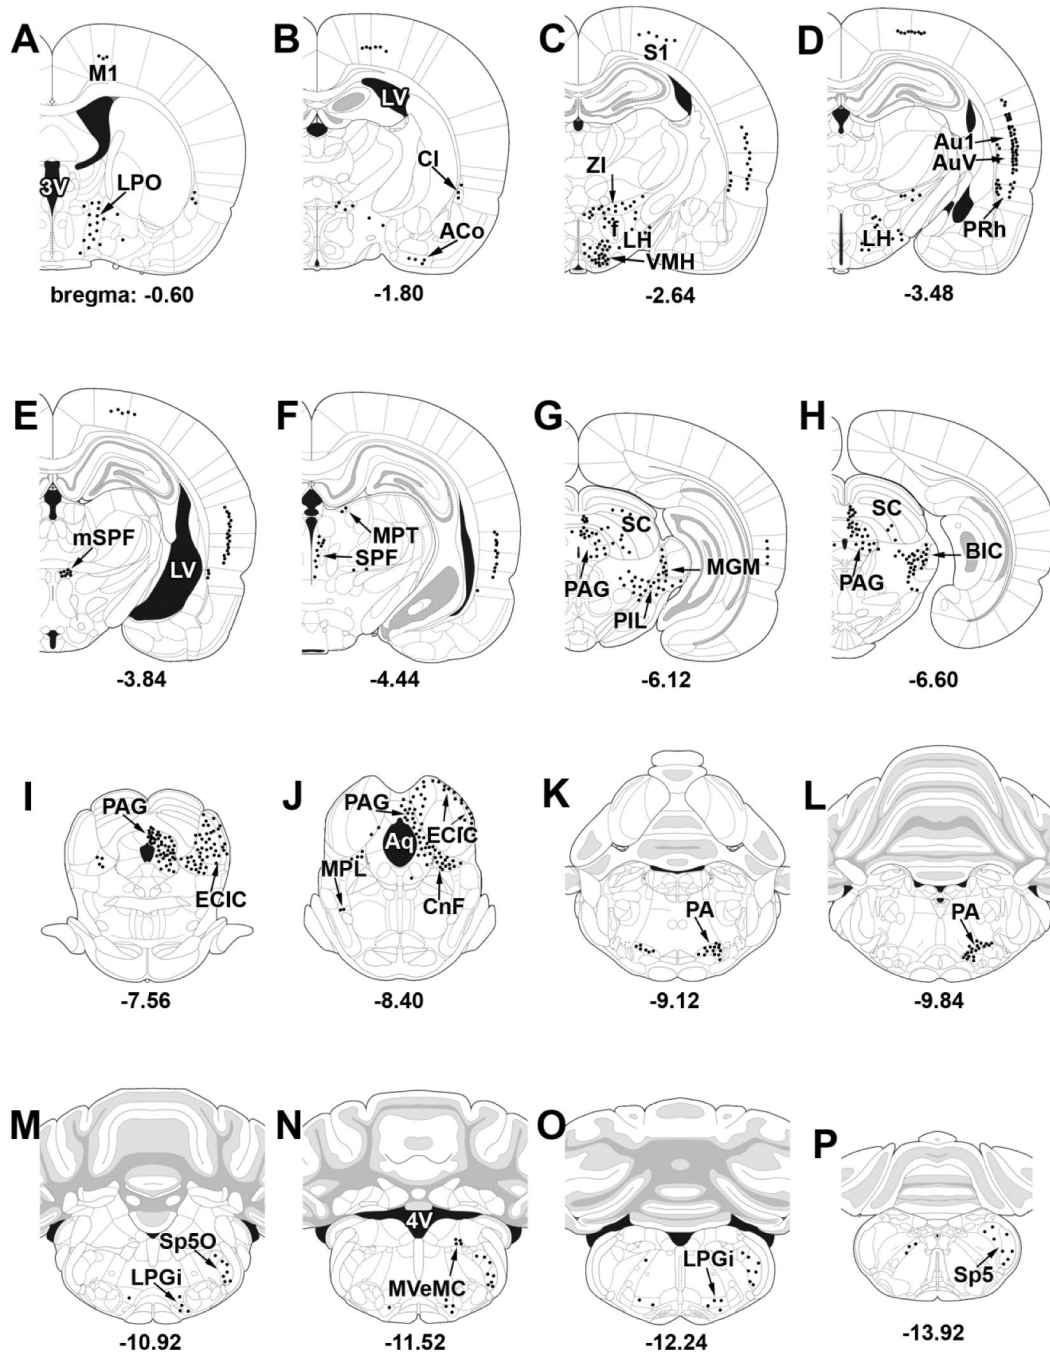 A
M1
3V
LPO
bregma: -0.60
B
LV
Cl
ACo
-1.80
C
S1
ZI
f
LH
VMH
-2.64
D
Au1
AuV
LH
PRh
-3.48
E
mSPF
LV
-3.84
F
MPT
SPF
-4.44
G
SC
PAG
MGM
PIL
-6.12
H
SC
PAG
BIC
-6.60
I
PAG
ECIC
-7.56
J
PAG
Aq
ECIC
MPL
CnF
-8.40
K
PA
-9.12
L
PA
-9.84
M
Sp5O
LPGi
-10.92
N
4V
MVeMC
-11.52
O
LPGi
-12.24
P
Sp5
-13.92